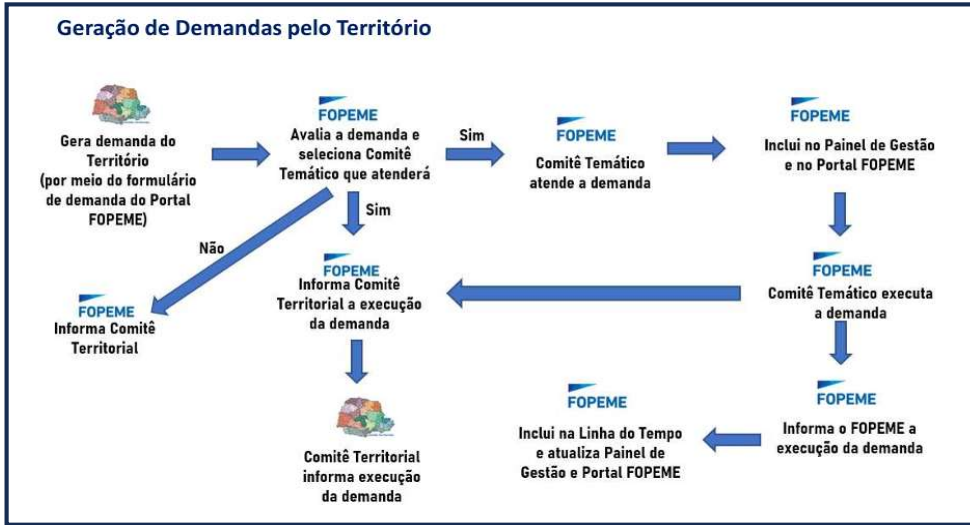 Geração de Demandas pelo Território
Gera demanda do
Território
(por meio do formulário
de demanda do Portal
FOPEME)
FOPEME
Avalia a demanda e
seleciona Comitê
Temático que atenderá
Sim
FOPEME
Comitê Temático
atende a demanda
FOPEME
Inclui no Painel de Gestão
e no Portal FOPEME
Sim
Não
FOPEME
Informa Comitê
Territorial
FOPEME
Informa Comitê
Territorial a execução
da demanda
FOPEME
Comitê Temático executa
a demanda
Comitê Territorial
informa execução
da demanda
FOPEME
Inclui na Linha do Tempo
e atualiza Painel de
Gestão e Portal FOPEME
FOPEME
Informa o FOPEME a
execução da demanda